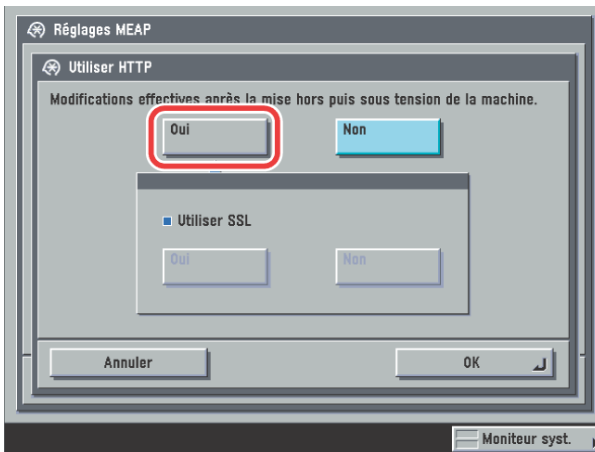 Réglages MEAP
Utiliser HTTP
Modifications effectives après la mise hors puis sous tension de la machine.
Oui Non
Utiliser SSL
Oui Non
Annuler OK
Moniteur syst.